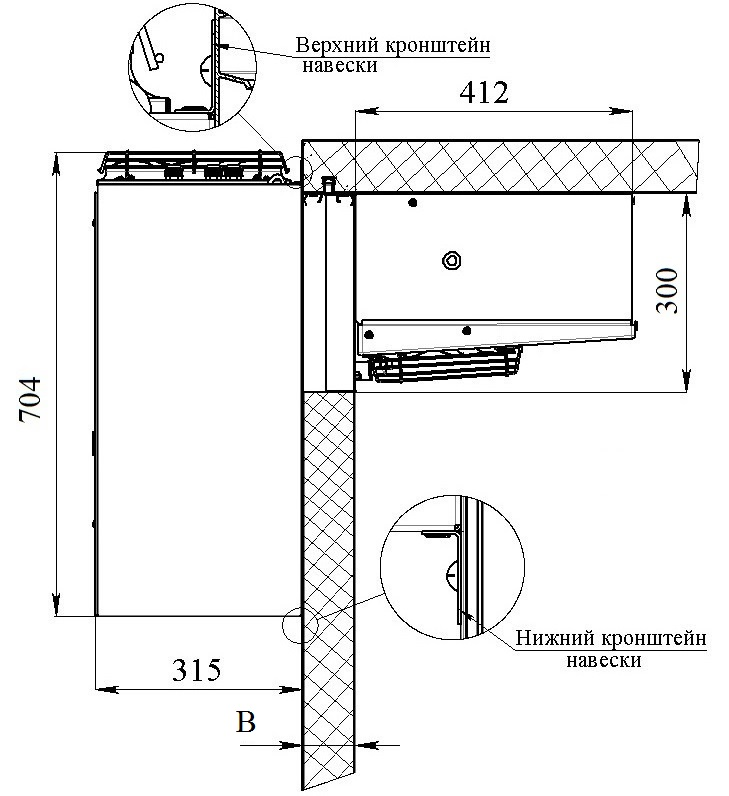 Верхний кронштейн
навески
412
300
704
Нижний кронштейн
навески
315
В